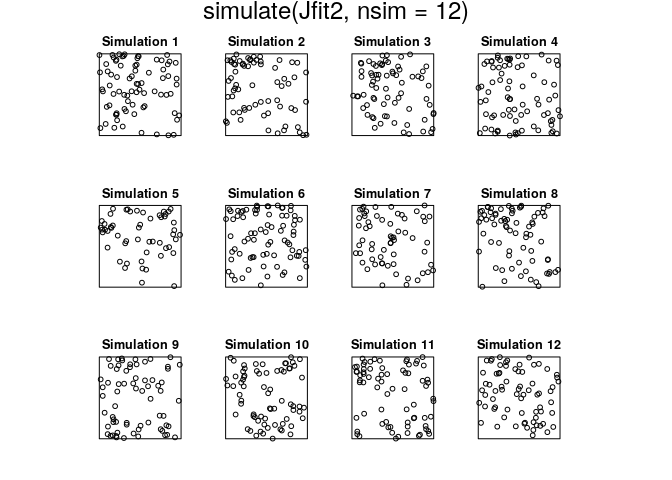 simulate(Jfit2, nsim = 12)
Simulation 1 Simulation 2 Simulation 3 Simulation 4
Simulation 5 Simulation 6 Simulation 7 Simulation 8
Simulation 9 Simulation 10 Simulation 11 Simulation 12